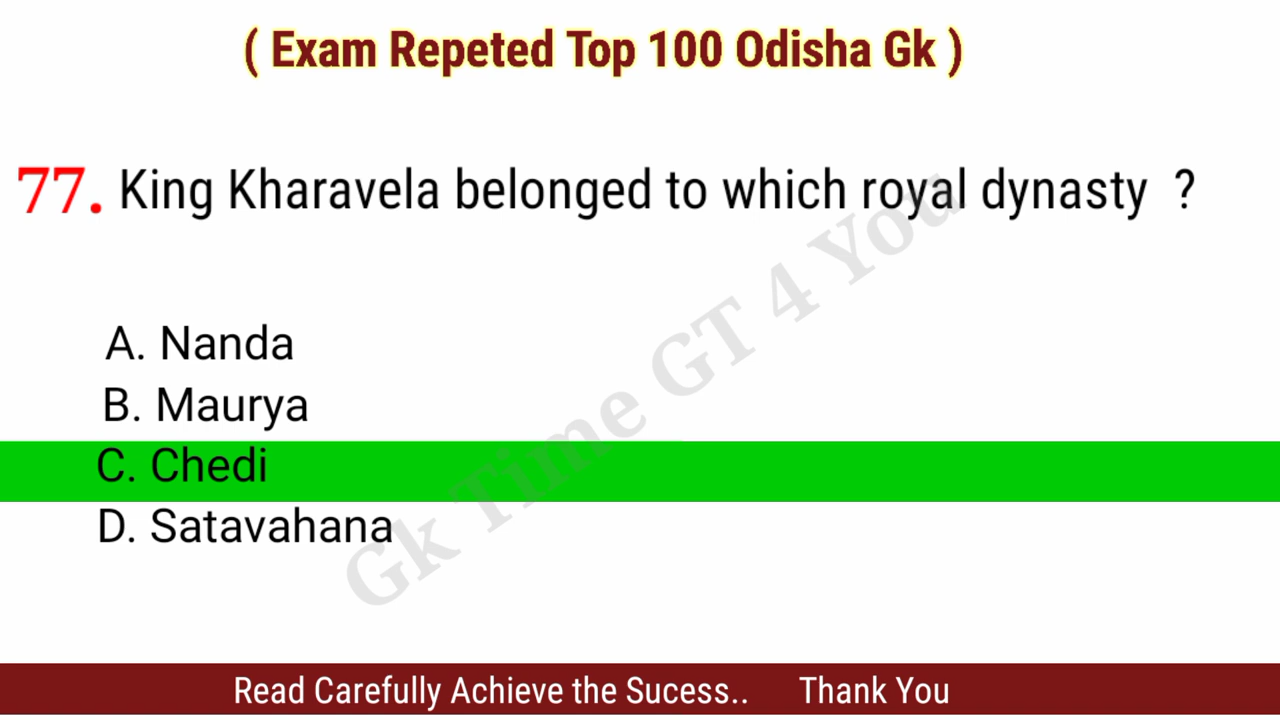 ( Exam Repeted Top 100 Odisha Gk )
77. King Kharavela belonged to which royal dynasty ?
A. Nanda
B. Maurya
C. Chedi
D. Satavahana
Gk Time GT 4 You
Read Carefully Achieve the Sucess.. Thank You